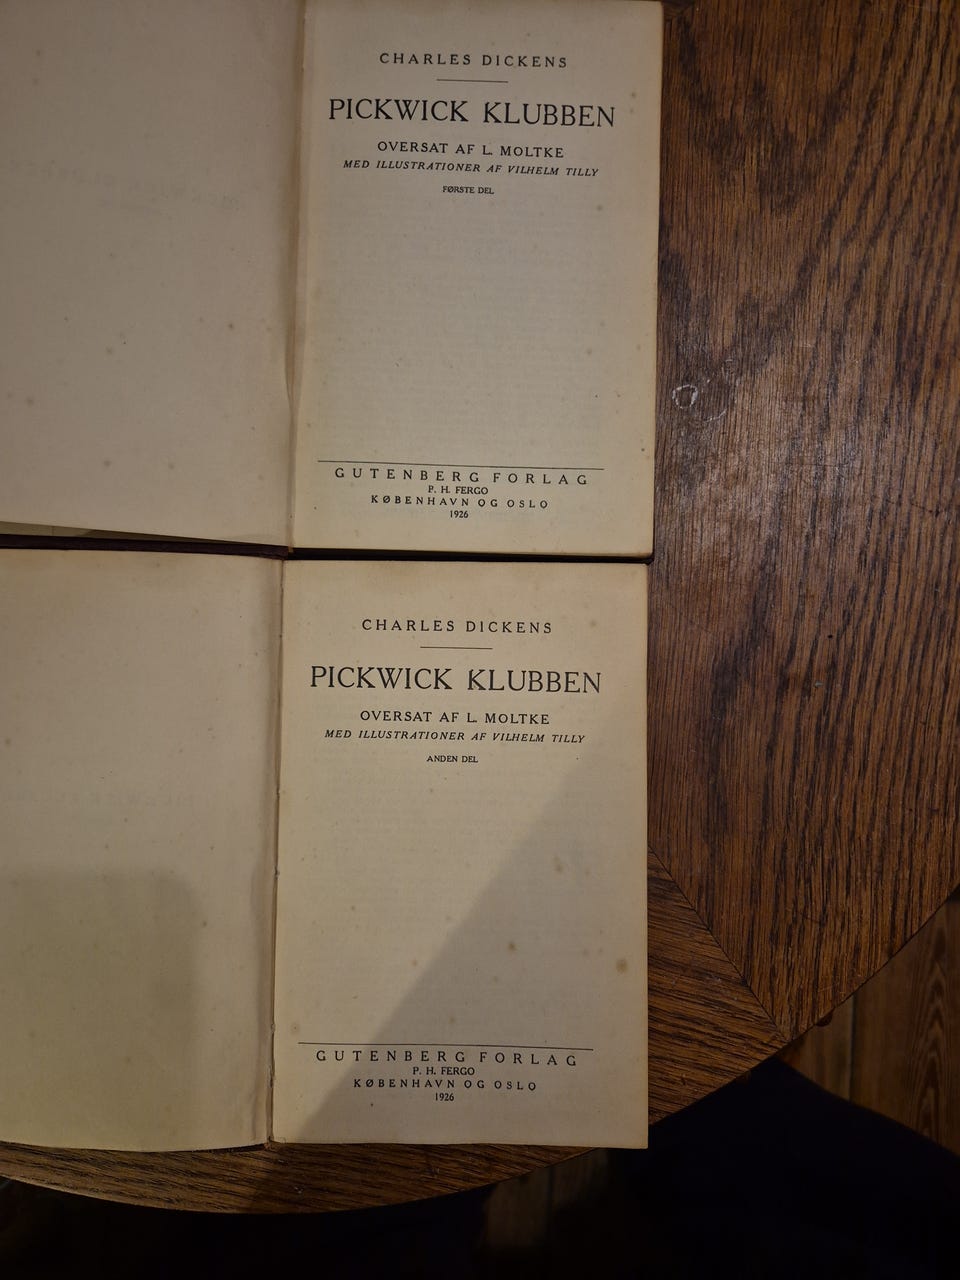 CHARLES DICKENS
PICKWICK KLUBBEN
OVERSAT AF L. MOLTKE
MED ILLUSTRATIONER AF VILHELM TILLY
FØRSTE DEL
GUTENBERG FORLAG
P. H. FERGO
KØBENHAVN OG OSLO
1926
CHARLES DICKENS
PICKWICK KLUBBEN
OVERSAT AF L. MOLTKE
MED ILLUSTRATIONER AF VILHELM TILLY
ANDEN DEL
GUTENBERG FORLAG
P. H. FERGO
KØBENHAVN OG OSLO
1926